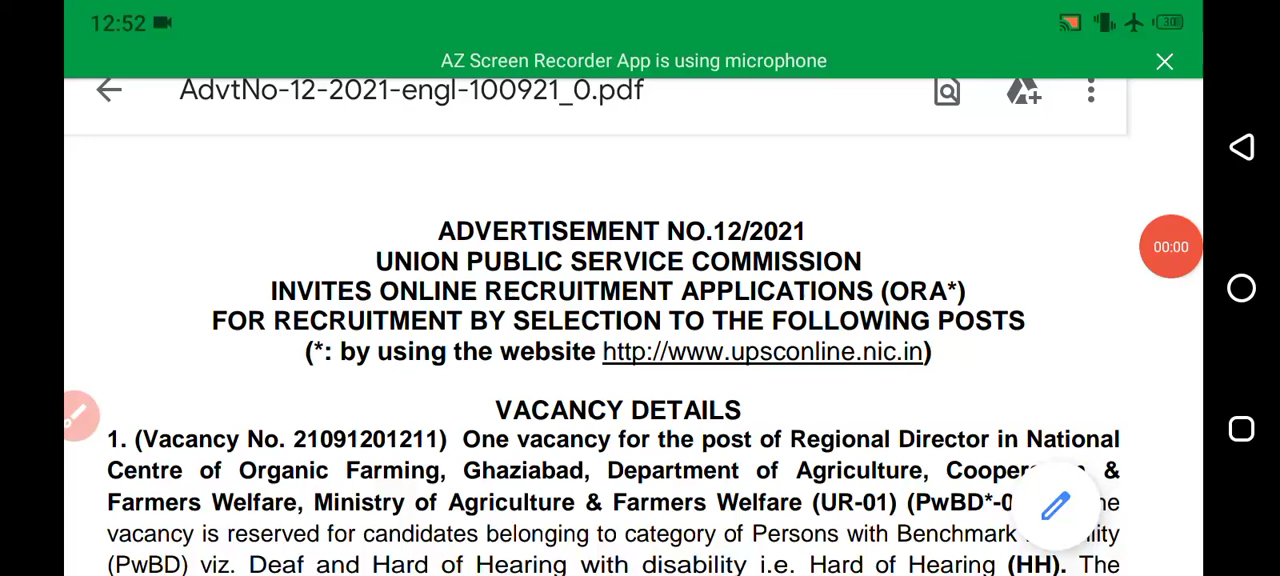 12:52
30
AZ Screen Recorder App is using microphone
AdvtNo-12-2021-engl-100921_0.pdf
ADVERTISEMENT NO.12/2021
UNION PUBLIC SERVICE COMMISSION
INVITES ONLINE RECRUITMENT APPLICATIONS (ORA*)
FOR RECRUITMENT BY SELECTION TO THE FOLLOWING POSTS
(*: by using the website http://www.upsconline.nic.in)
00:00
VACANCY DETAILS
1. (Vacancy No. 21091201211) One vacancy for the post of Regional Director in National
Centre of Organic Farming, Ghaziabad, Department of Agriculture, &
Farmers Welfare, Ministry of Agriculture & Farmers Welfare (UR-01) (PwBD*-0
vacancy is reserved for candidates belonging to category of Persons with Benchmark
(PwBD) viz. Deaf and Hard of Hearing with disability i.e. Hard of Hearing (HH). The